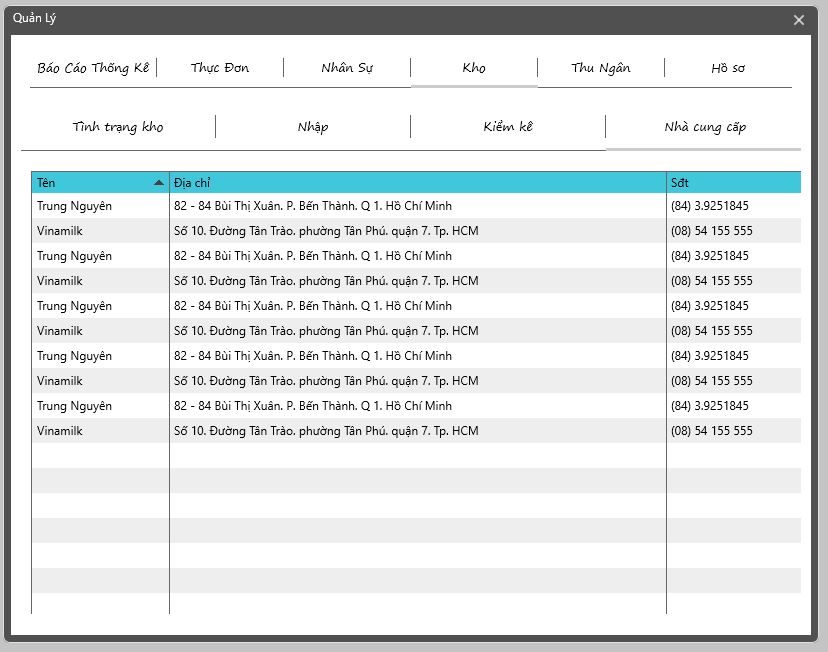 Quản Lý
Báo Cáo Thống Kê Thực Đơn Nhân Sự Kho Thu Ngân Hồ sơ
Tình trạng kho Nhập Kiểm kê Nhà cung cấp
Tên Địa chỉ Sđt
Trung Nguyên 82 - 84 Bùi Thị Xuân. P. Bến Thành. Q 1. Hồ Chí Minh (84) 3.9251845
Vinamilk Số 10. Đường Tân Trào. phường Tân Phú. quận 7. Tp. HCM (08) 54 155 555
Trung Nguyên 82 - 84 Bùi Thị Xuân. P. Bến Thành. Q 1. Hồ Chí Minh (84) 3.9251845
Vinamilk Số 10. Đường Tân Trào. phường Tân Phú. quận 7. Tp. HCM (08) 54 155 555
Trung Nguyên 82 - 84 Bùi Thị Xuân. P. Bến Thành. Q 1. Hồ Chí Minh (84) 3.9251845
Vinamilk Số 10. Đường Tân Trào. phường Tân Phú. quận 7. Tp. HCM (08) 54 155 555
Trung Nguyên 82 - 84 Bùi Thị Xuân. P. Bến Thành. Q 1. Hồ Chí Minh (84) 3.9251845
Vinamilk Số 10. Đường Tân Trào. phường Tân Phú. quận 7. Tp. HCM (08) 54 155 555
Trung Nguyên 82 - 84 Bùi Thị Xuân. P. Bến Thành. Q 1. Hồ Chí Minh (84) 3.9251845
Vinamilk Số 10. Đường Tân Trào. phường Tân Phú. quận 7. Tp. HCM (08) 54 155 555